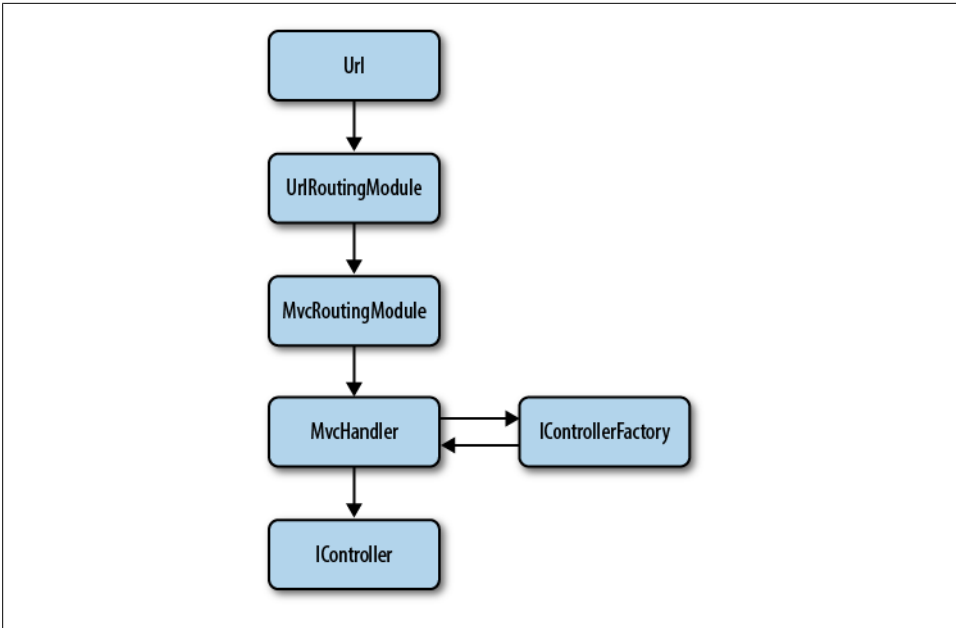 Url
UrlRoutingModule
MvcRoutingModule
MvcHandler
IControllerFactory
IController